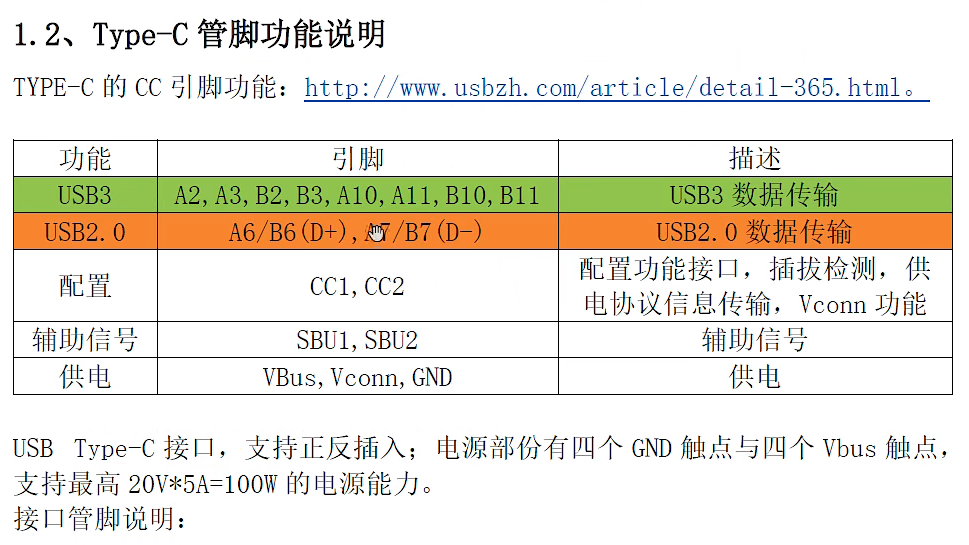 1.2、Type-C 管脚功能说明
TYPE-C 的 CC 引脚功能：http://www.usbzh.com/article/detail-365.html。
功能 引脚 描述
USB3 A2,A3,B2,B3,A10,A11,B10,B11 USB3 数据传输
USB2.0 A6/B6(D+),A7/B7(D-) USB2.0 数据传输
配置 CC1,CC2 配置功能接口，插拔检测，供
电协议信息传输，Vconn 功能
辅助信号 SBU1,SBU2 辅助信号
供电 VBus,Vconn,GND 供电
USB Type-C 接口，支持正反插入；电源部份有四个 GND 触点与四个 Vbus 触点，
支持最高 20V*5A=100W 的电源能力。
接口管脚说明：